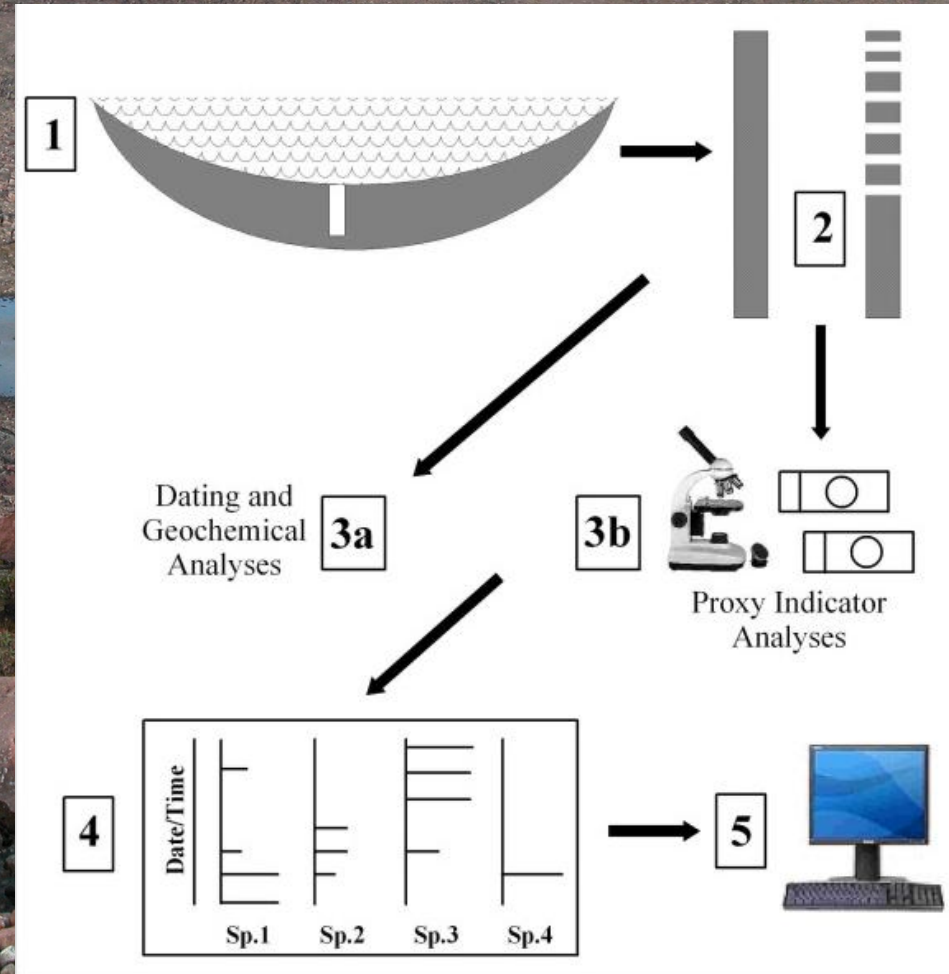 1
2
Dating and
Geochemical
Analyses
3a
3b
Proxy Indicator
Analyses
4
Date/Time
Sp.1 Sp.2 Sp.3 Sp.4
5